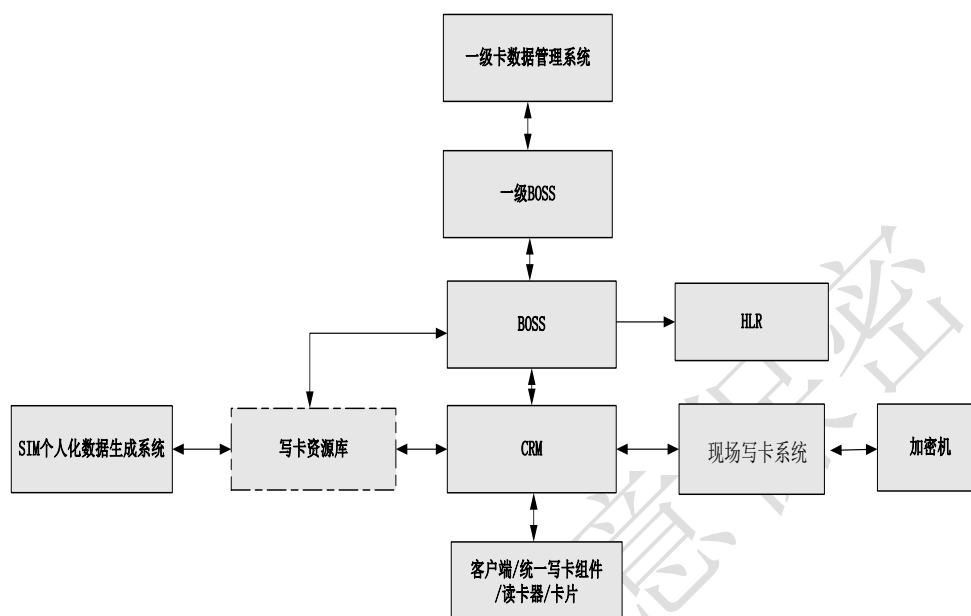 一级卡数据管理系统
一级BOSS
BOSS
HLR
SIM个人化数据生成系统
写卡资源库
CRM
现场写卡系统
加密机
客户端/统一写卡组件
/读卡器/卡片
意保密